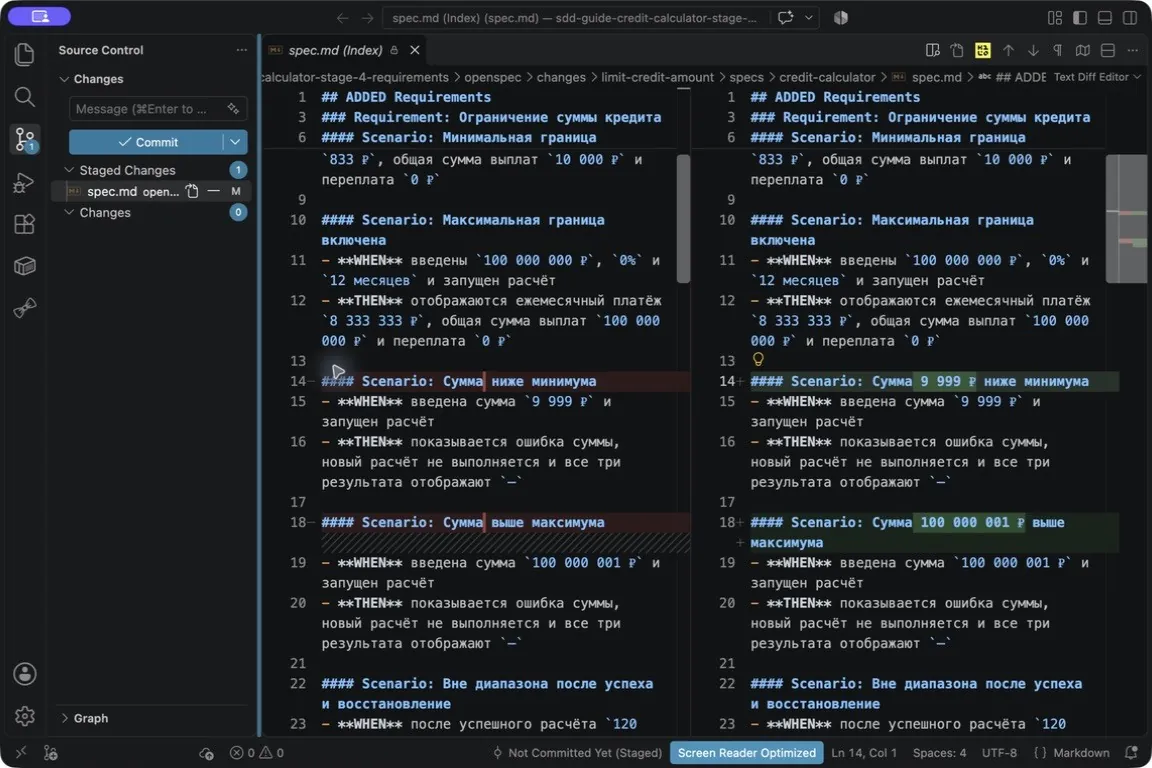 spec.md (Index) (spec.md) — sdd-guide-credit-calculator-stage-...
Source Control
Changes
Message (⌘Enter to ...
Commit
Staged Changes
1
spec.md open...
M
Changes
0
1
Graph
spec.md (Index)
calculator-stage-4-requirements > openspec > changes > limit-credit-amount > specs > credit-calculator > spec.md > ## ADDE
Text Diff Editor
1 ## ADDED Requirements
3 ### Requirement: Ограничение суммы кредита
6 #### Scenario: Минимальная граница
`833 ₽`, общая сумма выплат `10 000 ₽` и
переплата `0 ₽`
9
10 #### Scenario: Максимальная граница
включена
11 – **WHEN** введены `100 000 000 ₽`, `0%` и
`12 месяцев` и запущен расчёт
12 – **THEN** отображаются ежемесячный платёж
`8 333 333 ₽`, общая сумма выплат `100 000
000 ₽` и переплата `0 ₽`
13
14– #### Scenario: Сумма ниже минимума
15 – **WHEN** введена сумма `9 999 ₽` и
запущен расчёт
16 – **THEN** показывается ошибка суммы,
новый расчёт не выполняется и все три
результата отображают `—`
17
18– #### Scenario: Сумма выше максимума
19 – **WHEN** введена сумма `100 000 001 ₽` и
запущен расчёт
20 – **THEN** показывается ошибка суммы,
новый расчёт не выполняется и все три
результата отображают `—`
21
22 #### Scenario: Вне диапазона после успеха
и восстановление
23 – **WHEN** после успешного расчёта `120
1 ## ADDED Requirements
3 ### Requirement: Ограничение суммы кредита
6 #### Scenario: Минимальная граница
`833 ₽`, общая сумма выплат `10 000 ₽` и
переплата `0 ₽`
9
10 #### Scenario: Максимальная граница
включена
11 – **WHEN** введены `100 000 000 ₽`, `0%` и
`12 месяцев` и запущен расчёт
12 – **THEN** отображаются ежемесячный платёж
`8 333 333 ₽`, общая сумма выплат `100 000
000 ₽` и переплата `0 ₽`
13
14+ #### Scenario: Сумма 9 999 ₽ ниже минимума
15 – **WHEN** введена сумма `9 999 ₽` и
запущен расчёт
16 – **THEN** показывается ошибка суммы,
новый расчёт не выполняется и все три
результата отображают `—`
17
18+ #### Scenario: Сумма 100 000 001 ₽ выше
+ максимума
19 – **WHEN** введена сумма `100 000 001 ₽` и
запущен расчёт
20 – **THEN** показывается ошибка суммы,
новый расчёт не выполняется и все три
результата отображают `—`
21
22 #### Scenario: Вне диапазона после успеха
и восстановление
23 – **WHEN** после успешного расчёта `120
0 0
Not Committed Yet (Staged)
Screen Reader Optimized
Ln 14, Col 1
Spaces: 4
UTF-8
{ } Markdown